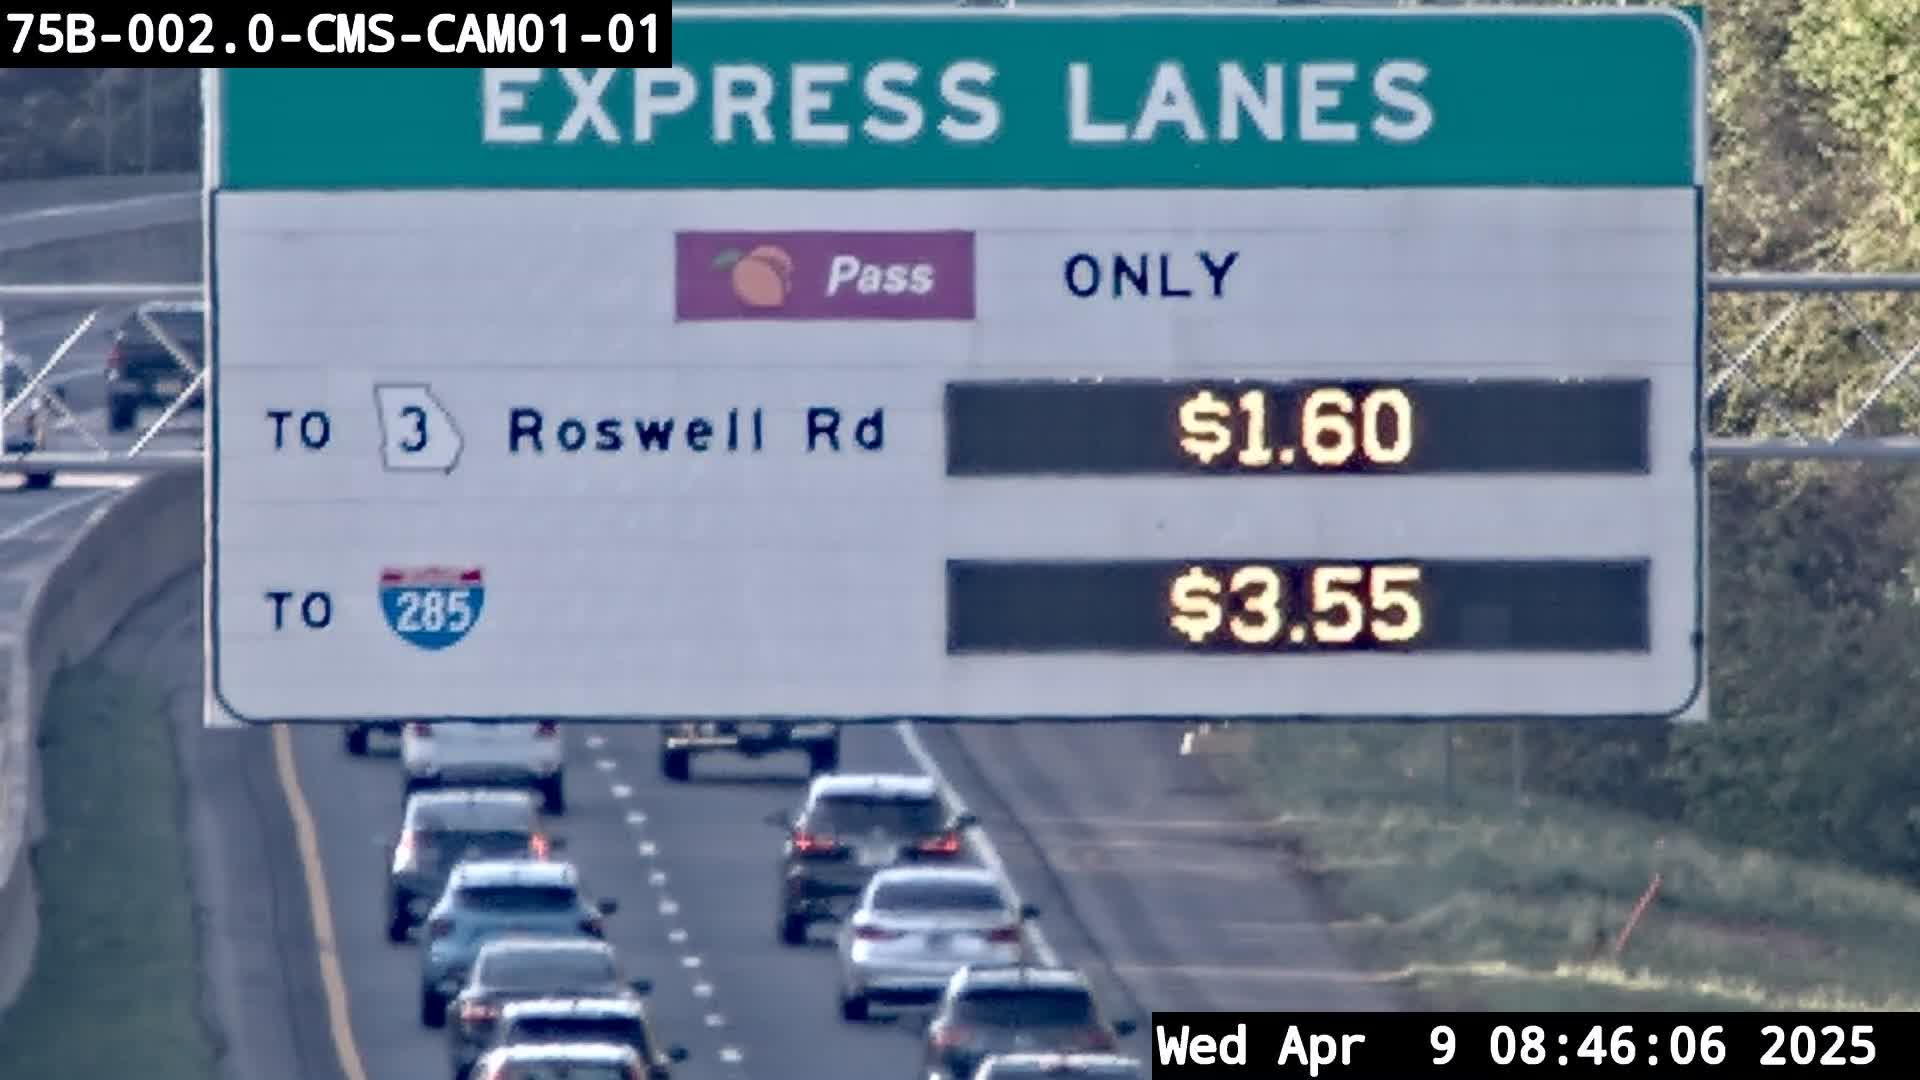 75B-002.0-CMS-CAM01-01
EXPRESS LANES
Pass ONLY
TO 3 Roswell Rd $1.60
TO 285 $3.55
Wed Apr 9 08:46:06 2025